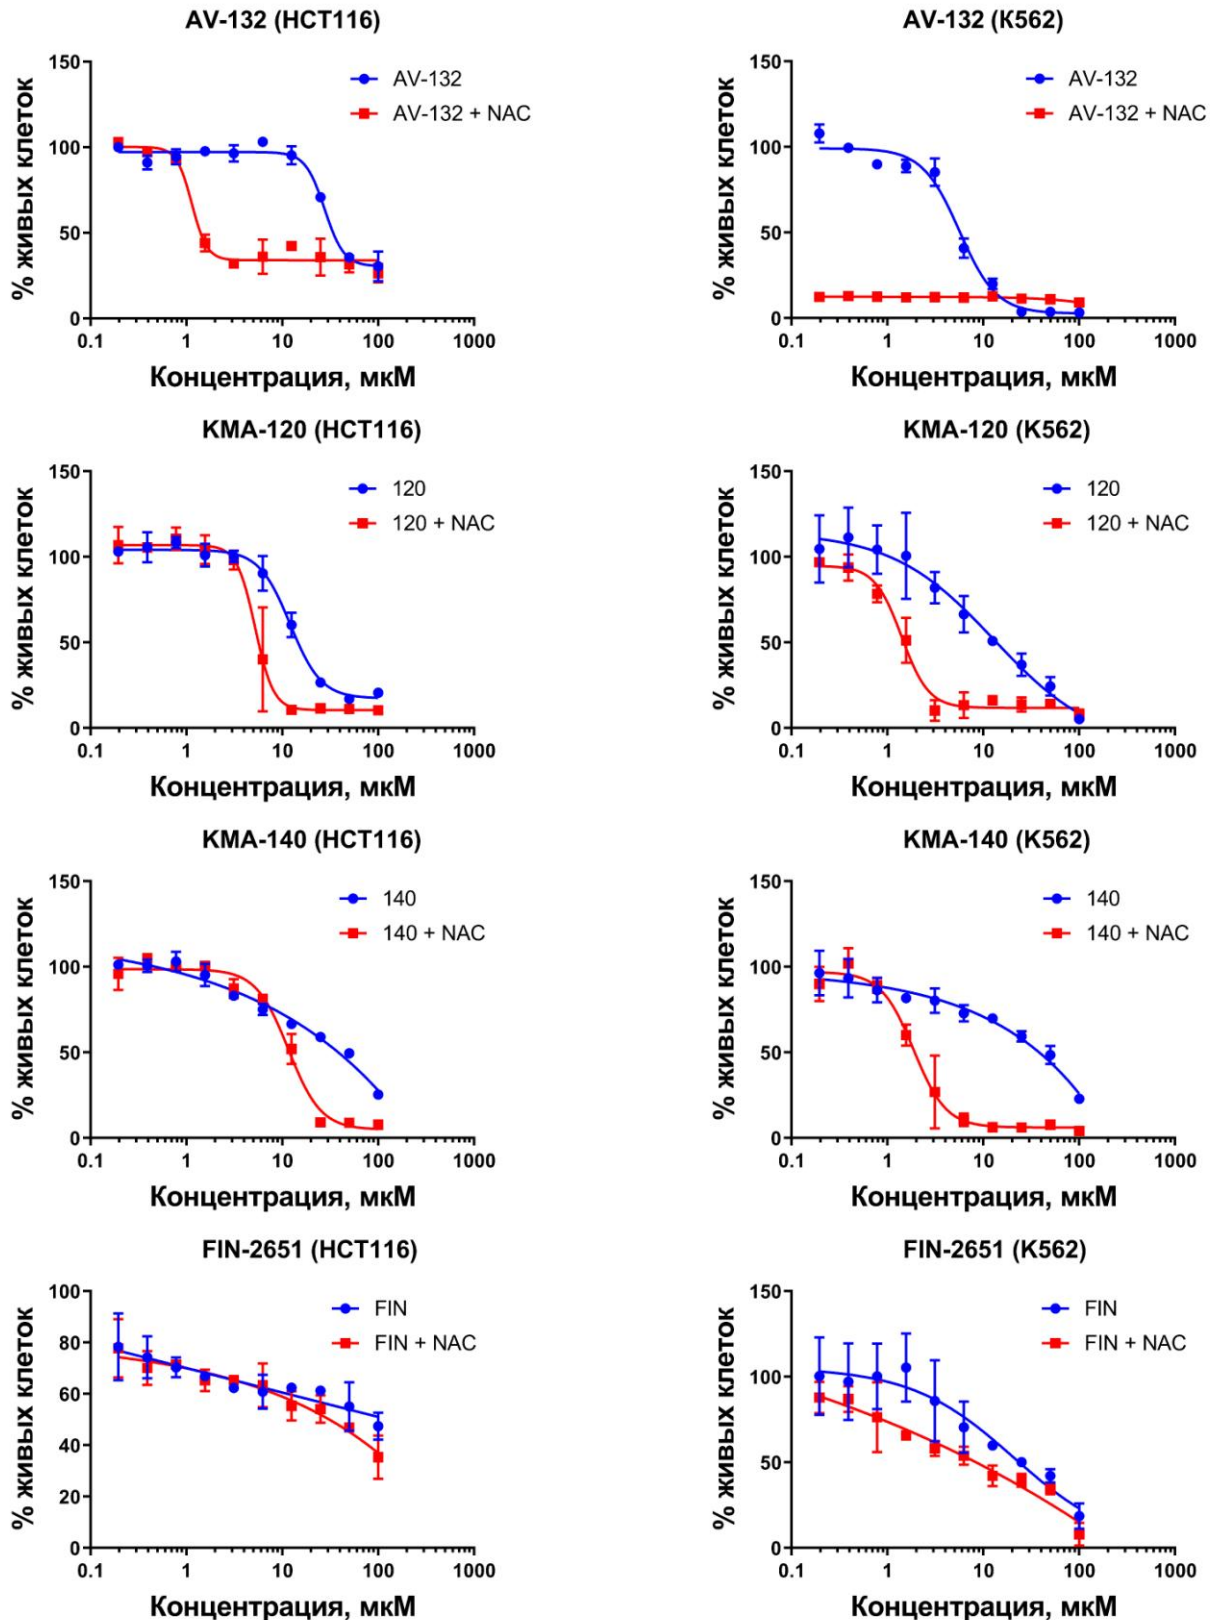 AV-132 (HCT116)
150
100
50
0
% живых клеток
AV-132
AV-132 + NAC
0.1
1
10
100
1000
Концентрация, мкМ
AV-132 (K562)
150
100
50
0
% живых клеток
AV-132
AV-132 + NAC
0.1
1
10
100
1000
Концентрация, мкМ
KMA-120 (HCT116)
150
100
50
0
% живых клеток
120
120 + NAC
0.1
1
10
100
1000
Концентрация, мкМ
KMA-120 (K562)
150
100
50
0
% живых клеток
120
120 + NAC
0.1
1
10
100
1000
Концентрация, мкМ
KMA-140 (HCT116)
150
100
50
0
% живых клеток
140
140 + NAC
0.1
1
10
100
1000
Концентрация, мкМ
KMA-140 (K562)
150
100
50
0
% живых клеток
140
140 + NAC
0.1
1
10
100
1000
Концентрация, мкМ
FIN-2651 (HCT116)
100
80
60
40
20
0
% живых клеток
FIN
FIN + NAC
0.1
1
10
100
1000
Концентрация, мкМ
FIN-2651 (K562)
150
100
50
0
% живых клеток
FIN
FIN + NAC
0.1
1
10
100
1000
Концентрация, мкМ